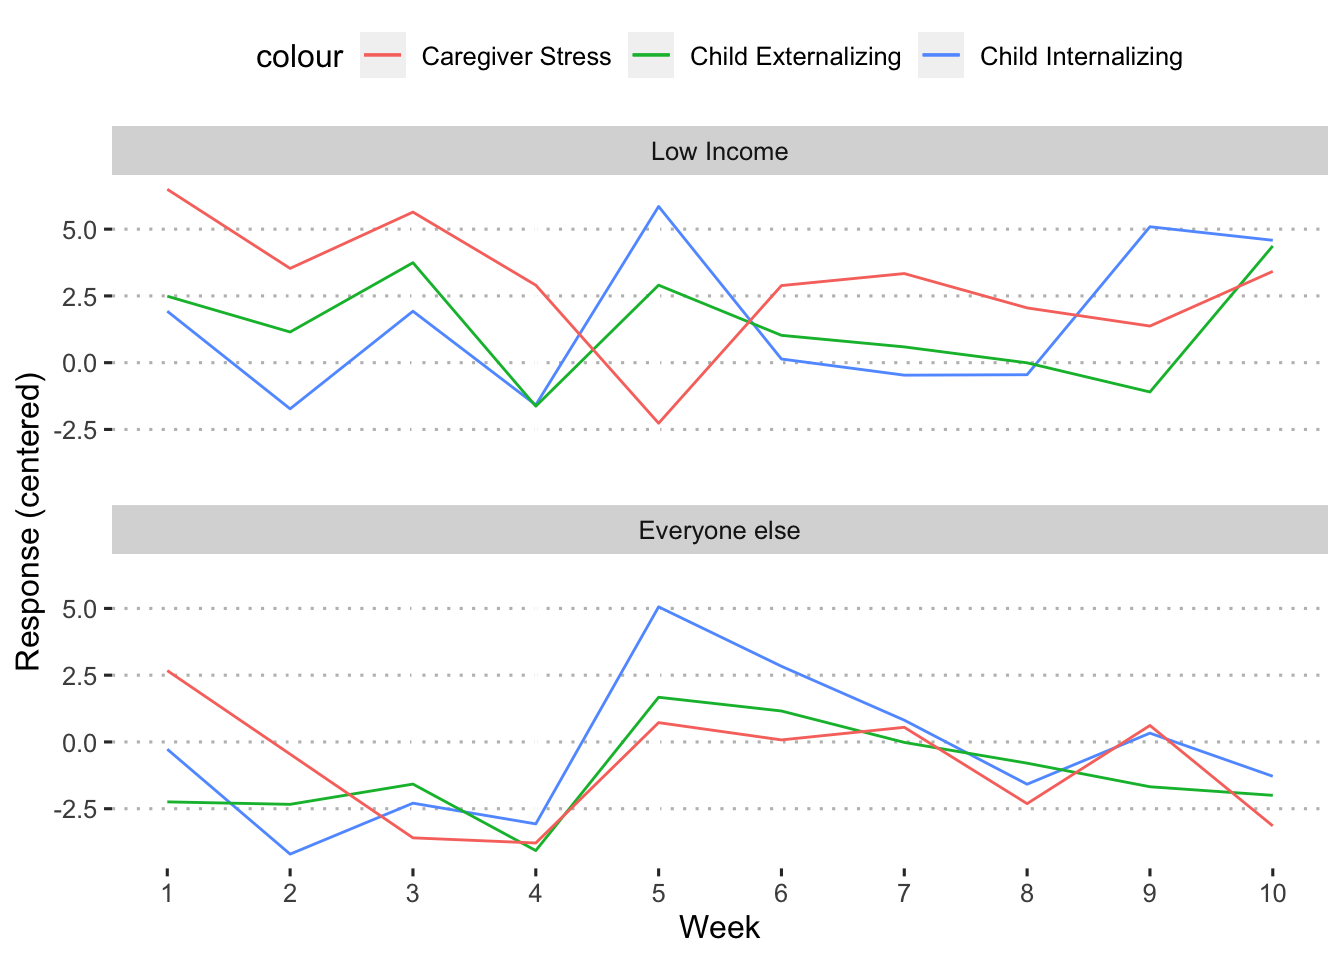 colour Caregiver Stress Child Externalizing Child Internalizing
Low Income
5.0
2.5
0.0
-2.5
Response (centered)
Everyone else
5.0
2.5
0.0
-2.5
1 2 3 4 5 6 7 8 9 10
Week